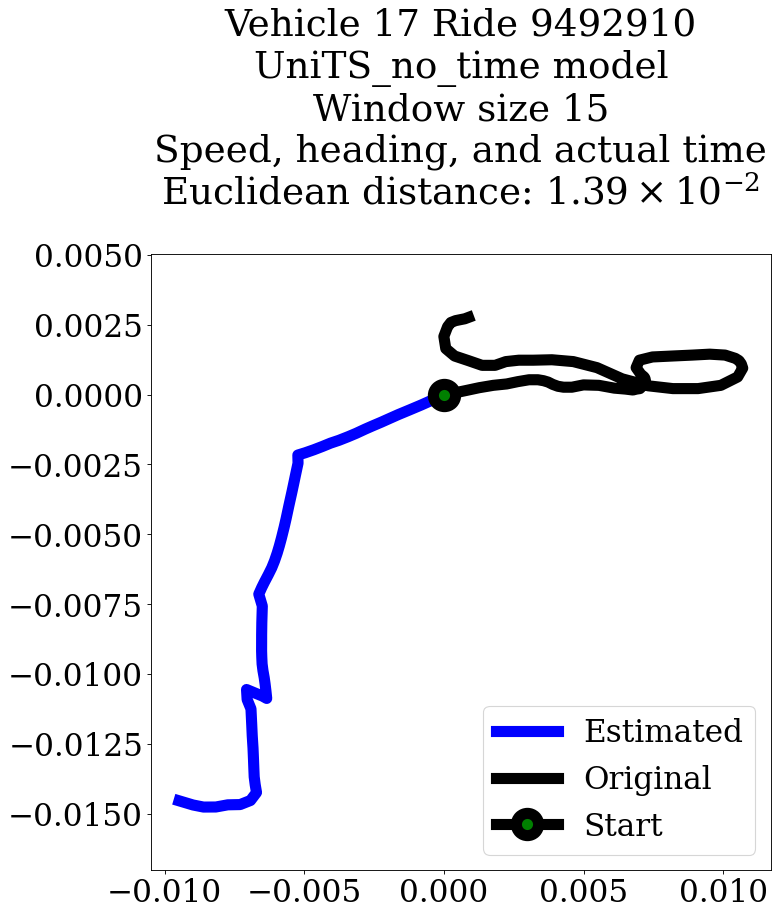 Vehicle 17 Ride 9492910
UniTS_no_time model
Window size 15
Speed, heading, and actual time
Euclidean distance: 1.39 × 10⁻²
0.0050
0.0025
0.0000
−0.0025
−0.0050
−0.0075
−0.0100
−0.0125
−0.0150
Estimated
Original
Start
−0.010 −0.005 0.000 0.005 0.010